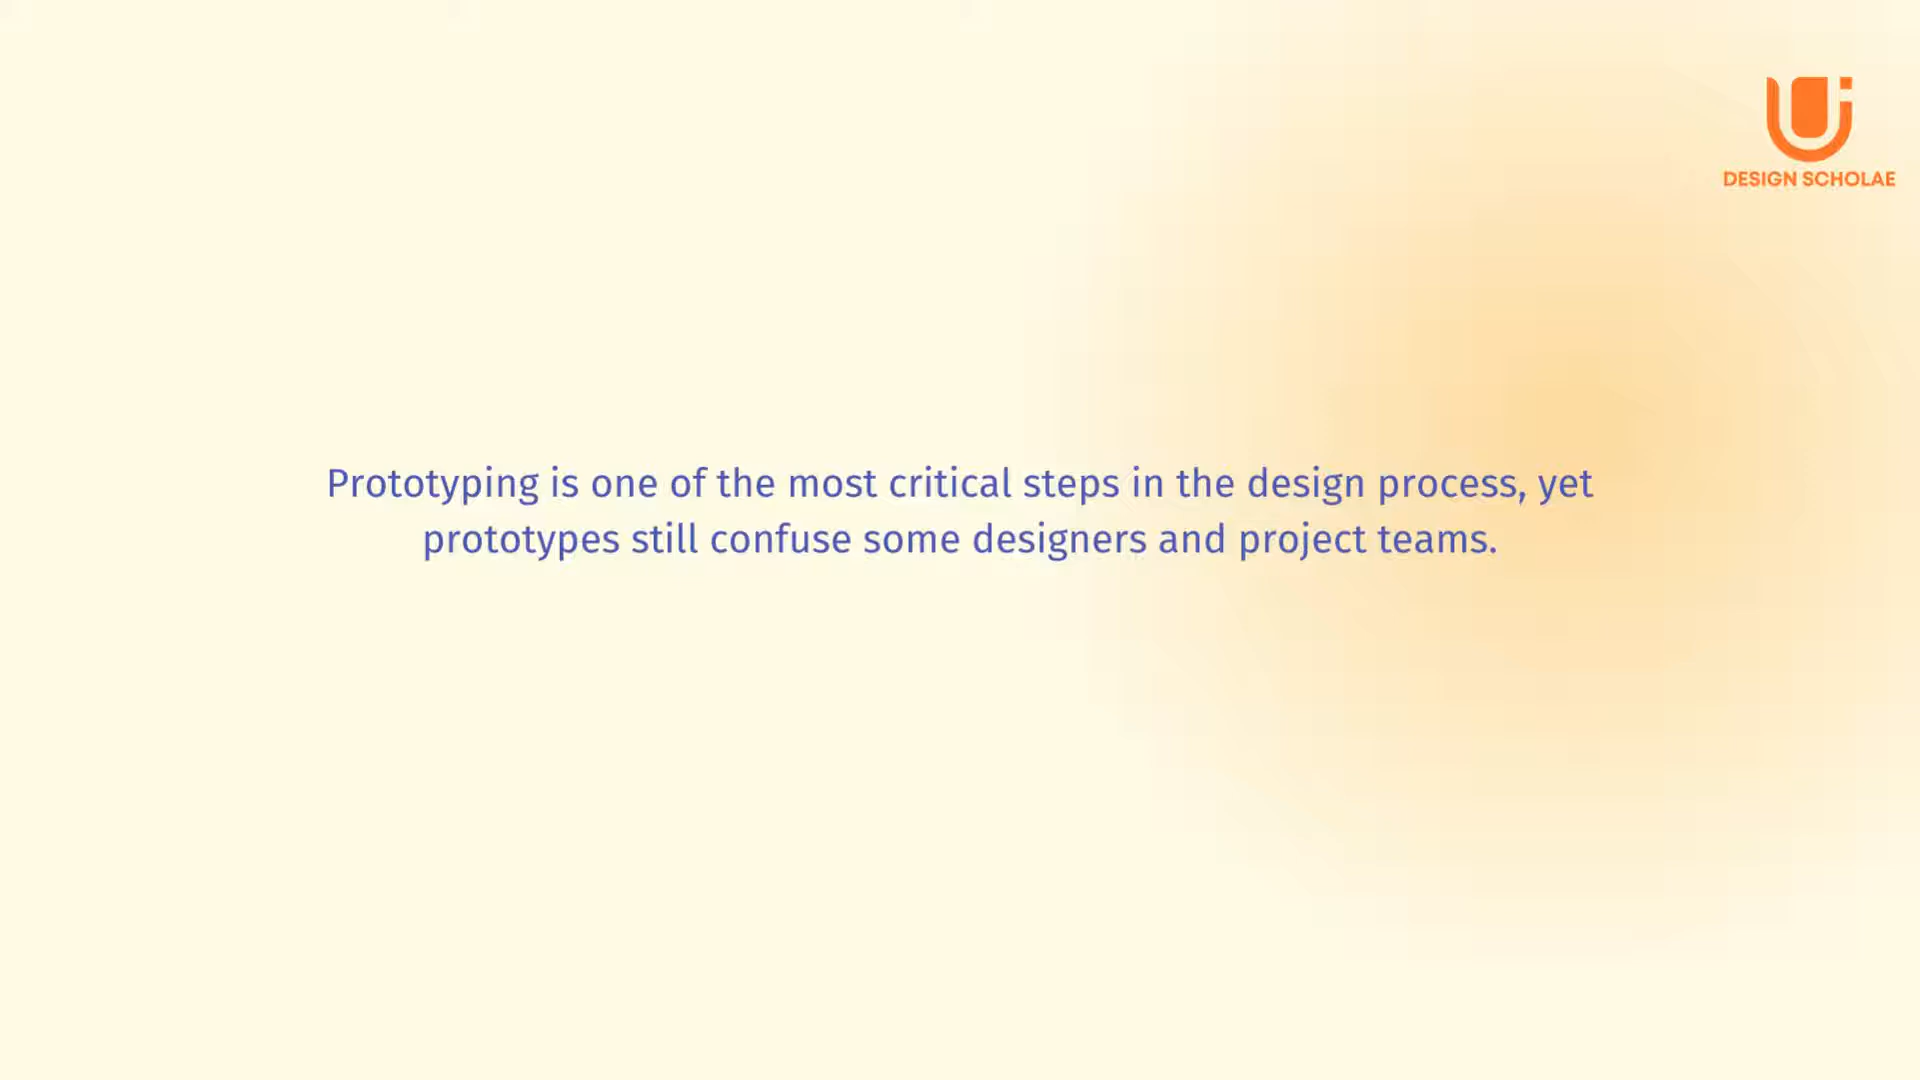 DESIGN SCHOLAE
Prototyping is one of the most critical steps in the design process, yet
prototypes still confuse some designers and project teams.